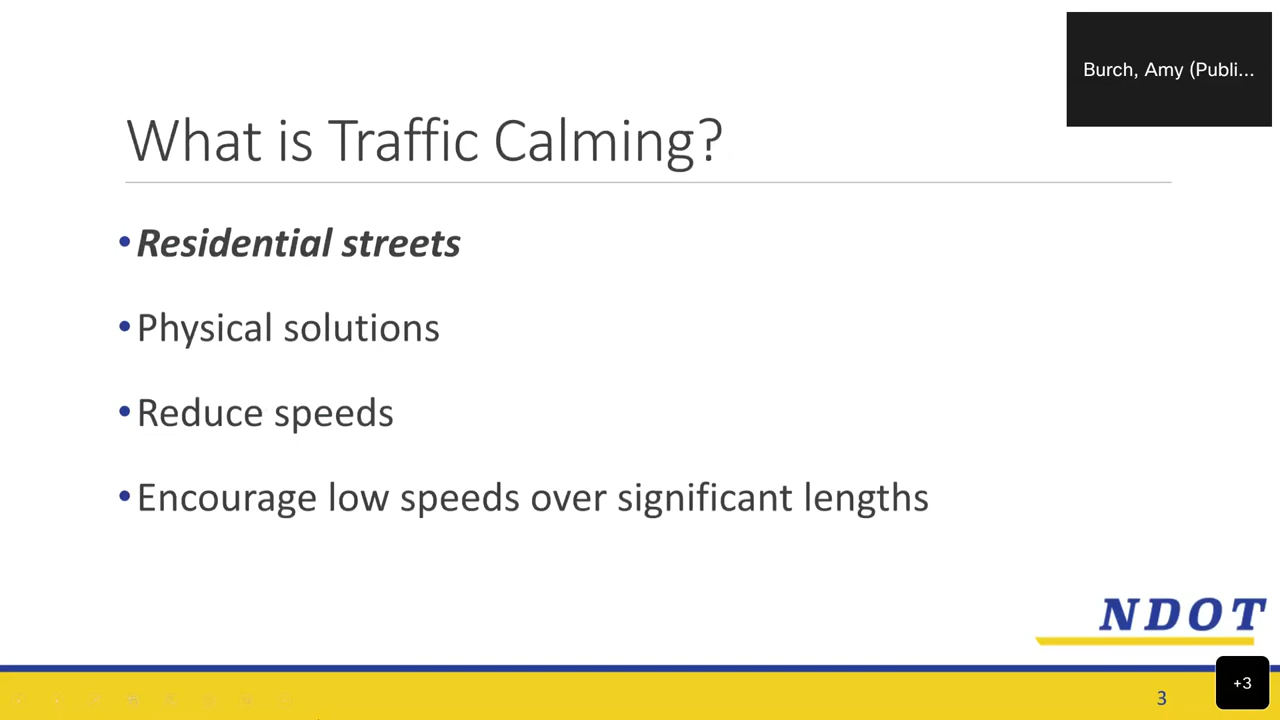 Burch, Amy (Publi...
What is Traffic Calming?
•Residential streets
•Physical solutions
•Reduce speeds
•Encourage low speeds over significant lengths
NDOT
3
+3